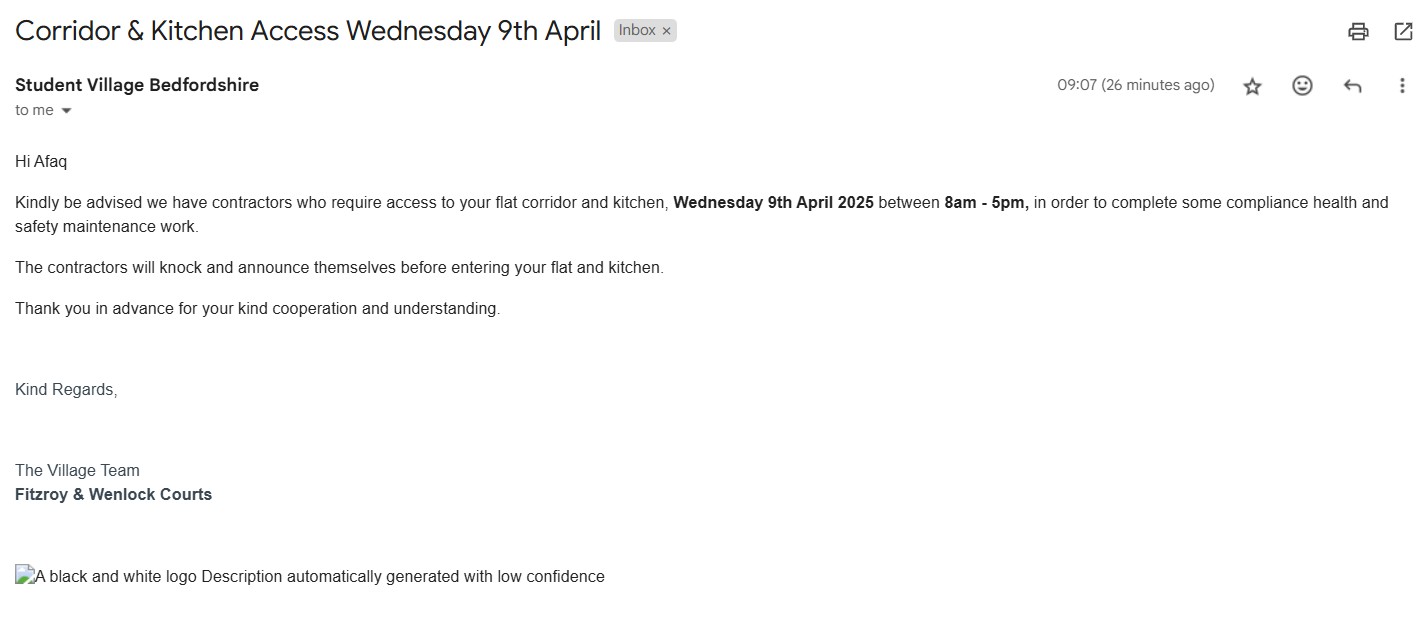 Corridor & Kitchen Access Wednesday 9th April Inbox ×
Student Village Bedfordshire 09:07 (26 minutes ago)
to me
Hi Afaq
Kindly be advised we have contractors who require access to your flat corridor and kitchen, Wednesday 9th April 2025 between 8am - 5pm, in order to complete some compliance health and
safety maintenance work.
The contractors will knock and announce themselves before entering your flat and kitchen.
Thank you in advance for your kind cooperation and understanding.
Kind Regards,
The Village Team
Fitzroy & Wenlock Courts
A black and white logo Description automatically generated with low confidence